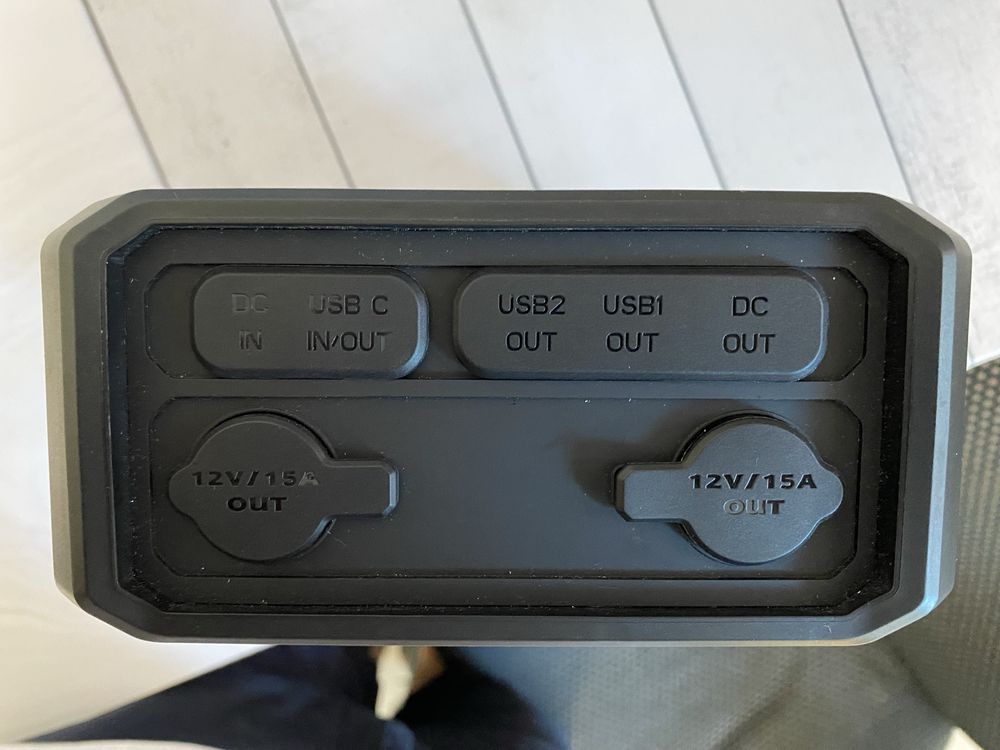 DC USB C
IN IN/OUT
USB2 USB1 DC
OUT OUT OUT
12V/15A
OUT
12V/15A
OUT